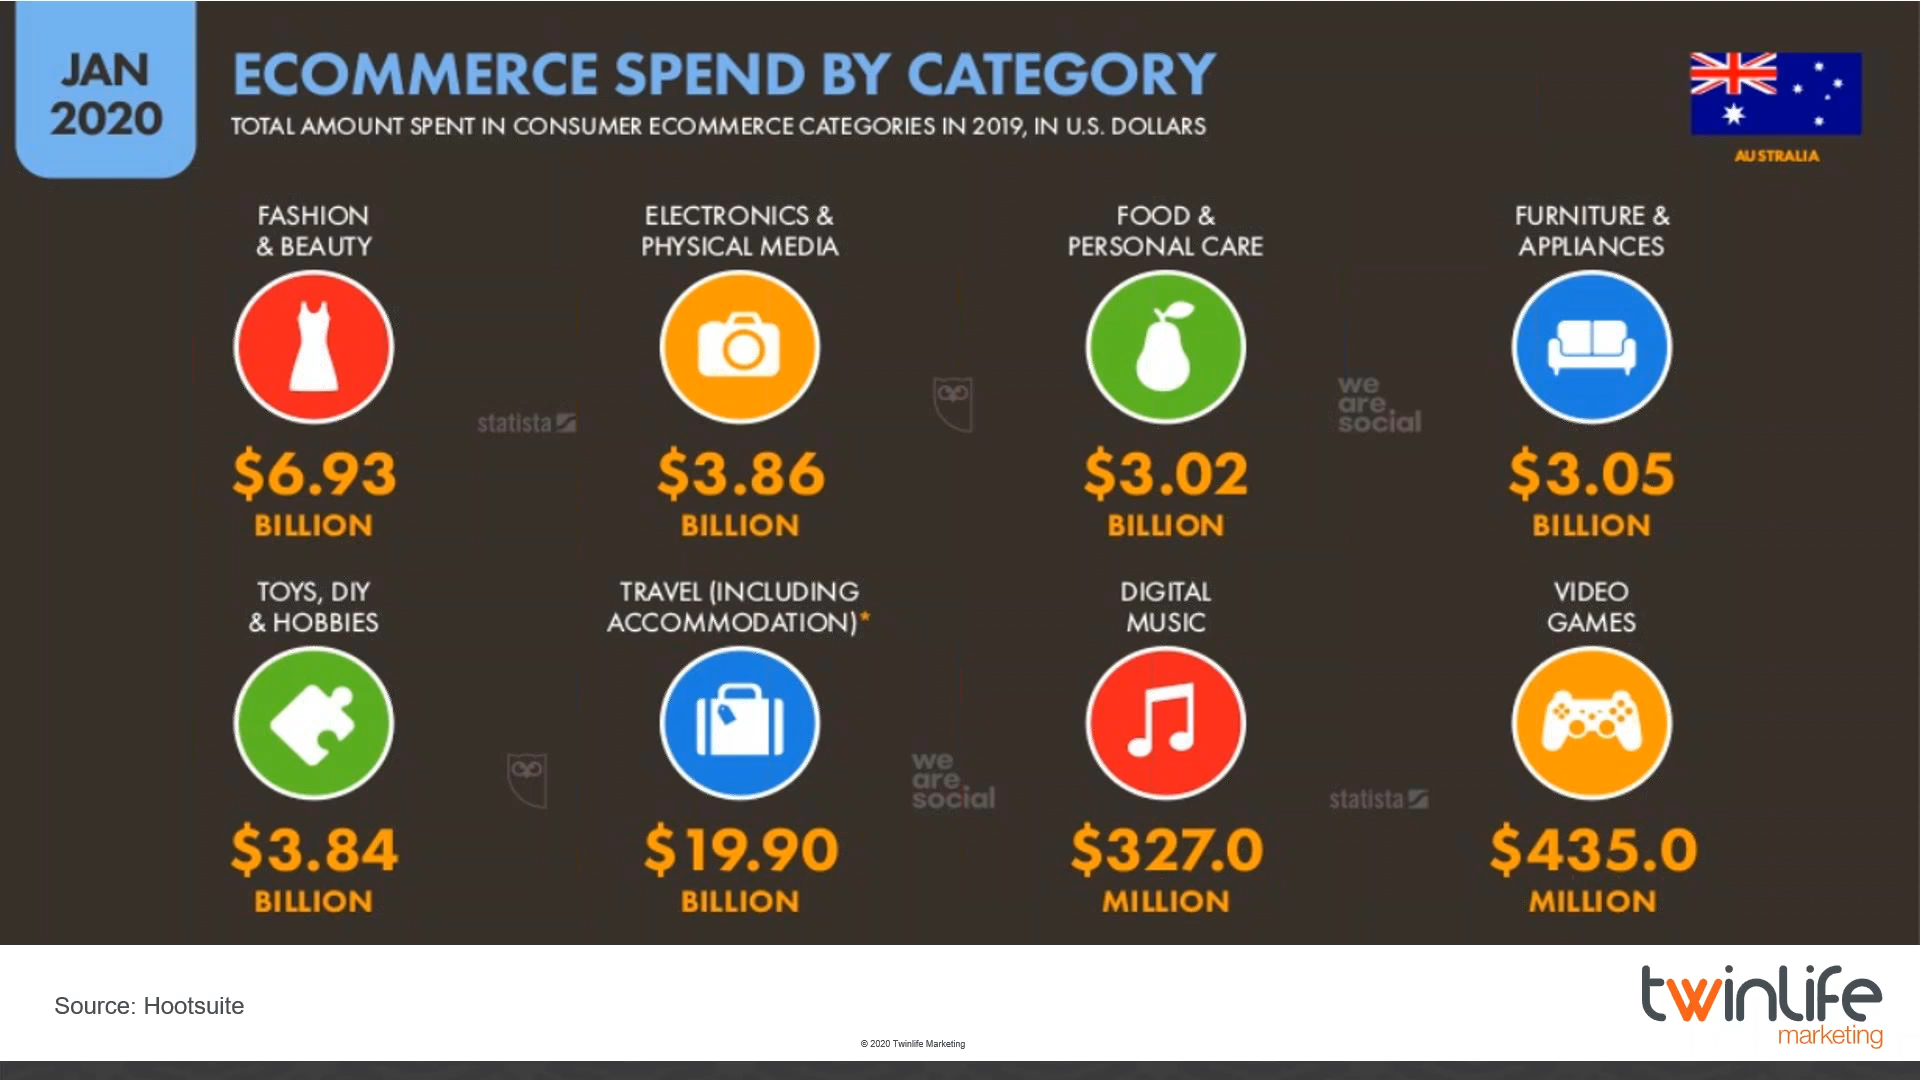 JAN
2020
ECOMMERCE SPEND BY CATEGORY
TOTAL AMOUNT SPENT IN CONSUMER ECOMMERCE CATEGORIES IN 2019, IN U.S. DOLLARS
AUSTRALIA
FASHION
& BEAUTY
$6.93
BILLION
ELECTRONICS &
PHYSICAL MEDIA
$3.86
BILLION
FOOD &
PERSONAL CARE
$3.02
BILLION
FURNITURE &
APPLIANCES
$3.05
BILLION
statista
we
are
social
TOYS, DIY
& HOBBIES
$3.84
BILLION
TRAVEL (INCLUDING
ACCOMMODATION)*
$19.90
BILLION
DIGITAL
MUSIC
$327.0
MILLION
VIDEO
GAMES
$435.0
MILLION
we
are
social
statista
Source: Hootsuite
twinlife
marketing
© 2020 Twinlife Marketing